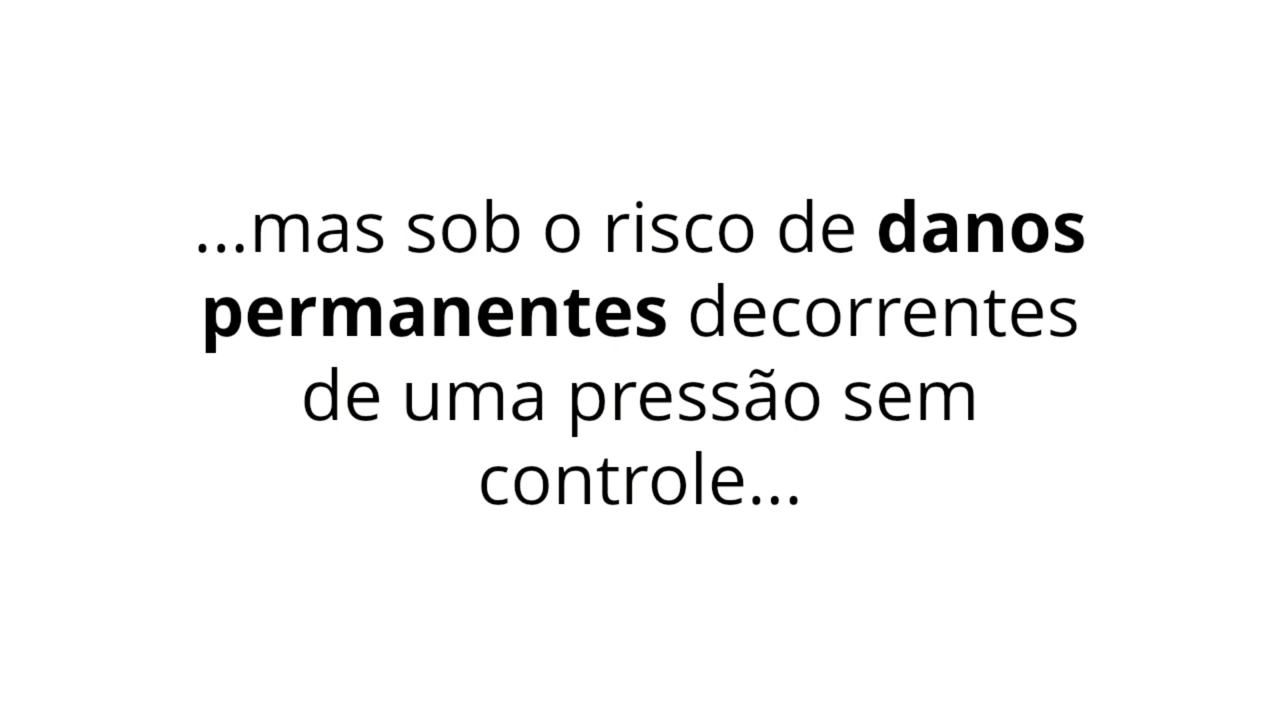 ...mas sob o risco de danos
permanentes decorrentes
de uma pressão sem
controle...